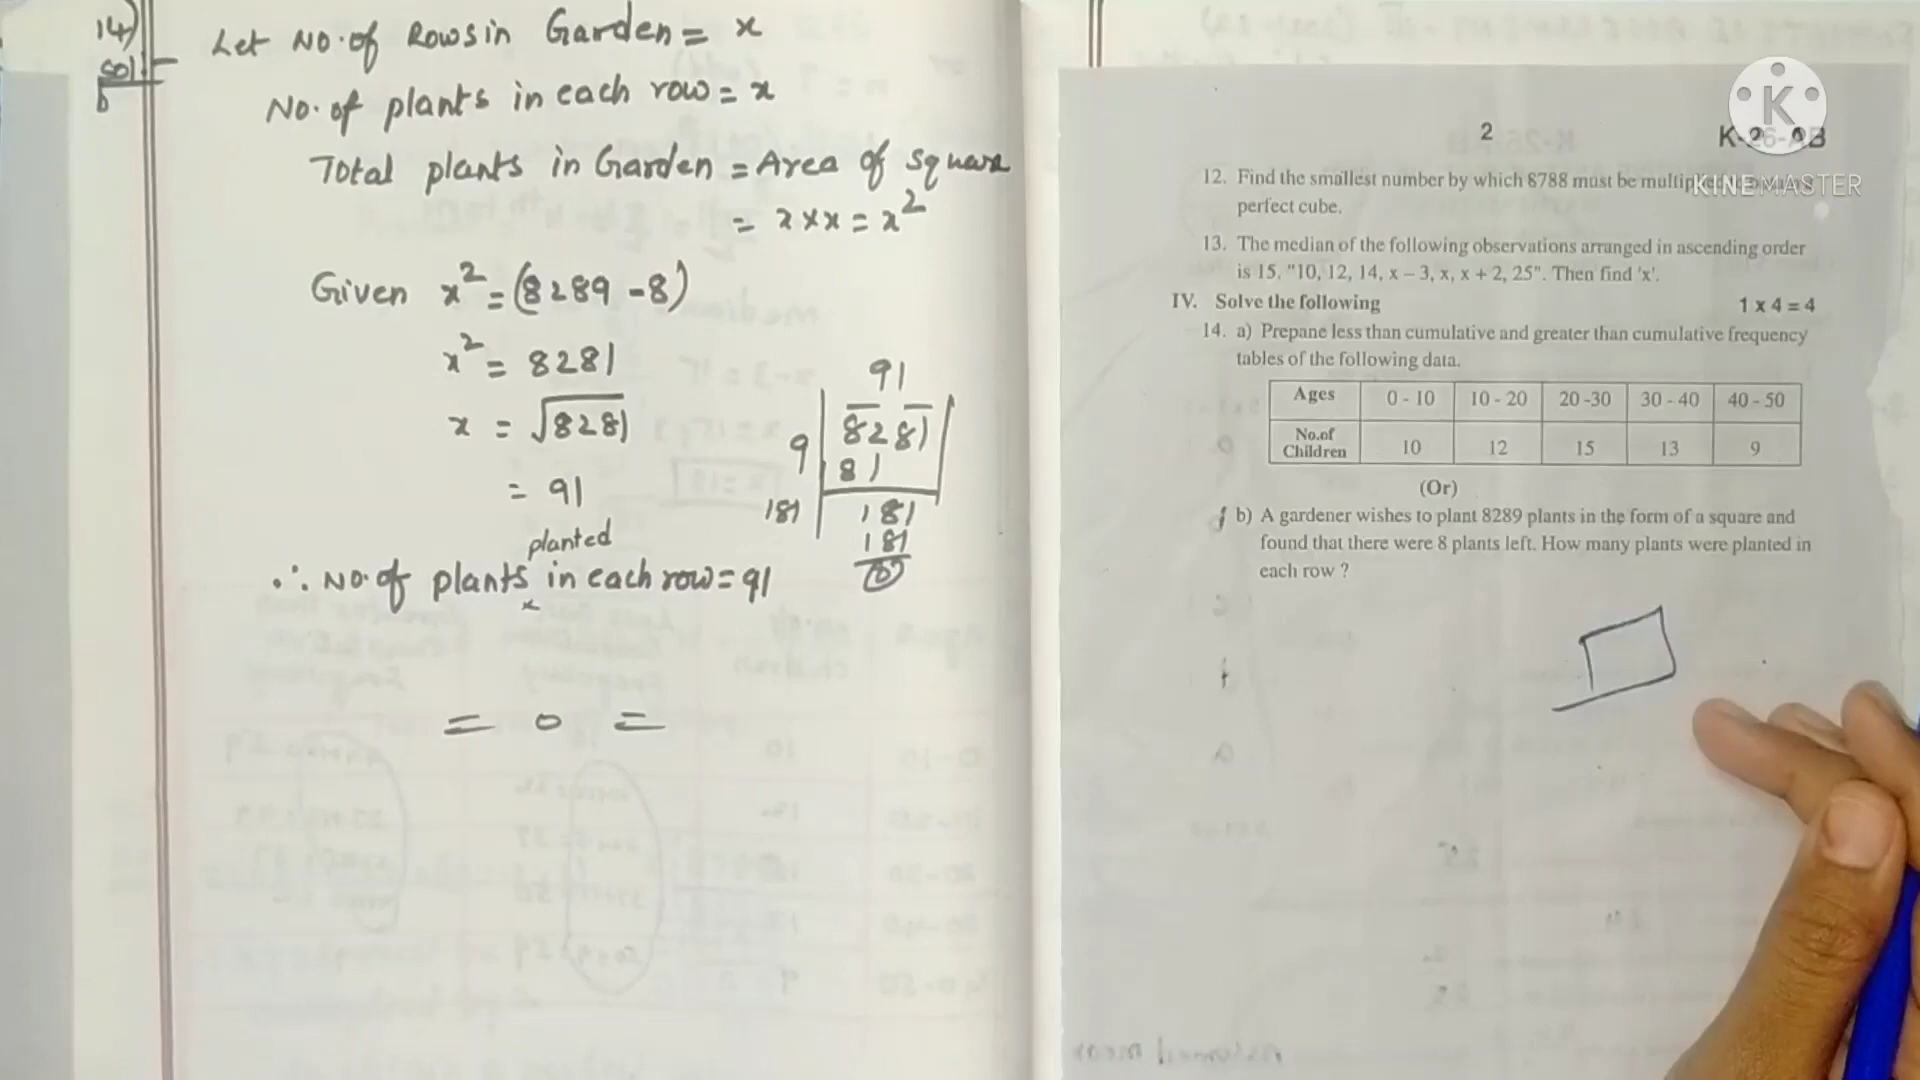 14)
Sol:-
b
Let No.of Rows in Garden = x
No.of plants in each row = x
Total plants in Garden = Area of square
= x×x = x²
Given x² = (8289 -8)
x² = 8281
x = √8281
= 91
planted
∴ No.of plants in each row = 91
x
= 0 =
91
9 8281
81
181 181
181
0
2
K-26-AB
K
KINEMASTER
12. Find the smallest number by which 8788 must be
perfect cube.
13. The median of the following observations arranged in ascending order
is 15, "10, 12, 14, x – 3, x, x + 2, 25". Then find 'x'.
IV. Solve the following 1 x 4 = 4
14. a) Prepane less than cumulative and greater than cumulative frequency
tables of the following data.
Ages 0 - 10 10 - 20 20 -30 30 - 40 40 - 50
No.of
Children 10 12 15 13 9
(Or)
b) A gardener wishes to plant 8289 plants in the form of a square and
found that there were 8 plants left. How many plants were planted in
each row ?